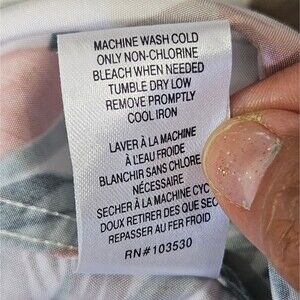 MACHINE WASH COLD
ONLY NON-CHLORINE
BLEACH WHEN NEEDED
TUMBLE DRY LOW
REMOVE PROMPTLY
COOL IRON
LAVER À LA MACHINE
À L'EAU FROIDE
BLANCHIR SANS CHLORE
NÉCESSAIRE
SECHER À LA MACHINE CYC
DOUX RETIRER DES QUE SEC
REPASSER AU FER FROID
RN#103530